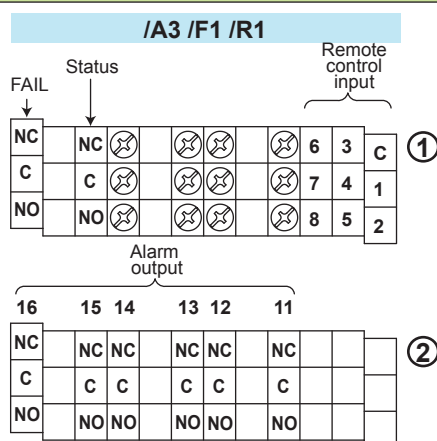 /A3 /F1 /R1
Remote
control
input
Status
FAIL
NC NC 6 3 C ①
C C 7 4 1
NO NO 8 5 2
Alarm
output
16 15 14 13 12 11
NC NC NC NC NC NC ②
C C C C C C
NO NO NO NO NO NO